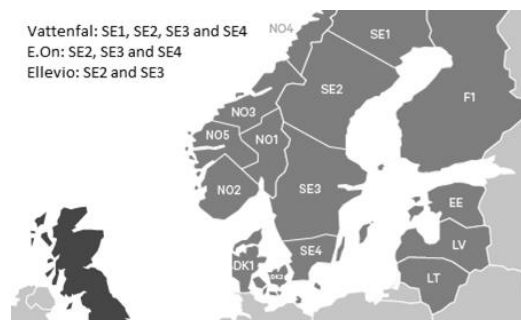 Vattenfal: SE1, SE2, SE3 and SE4
E.On: SE2, SE3 and SE4
Ellevio: SE2 and SE3
NO4
SE1
SE2
F1
NO3
NO5
NO1
NO2
SE3
EE
SE4
LV
DK1
DK2
LT